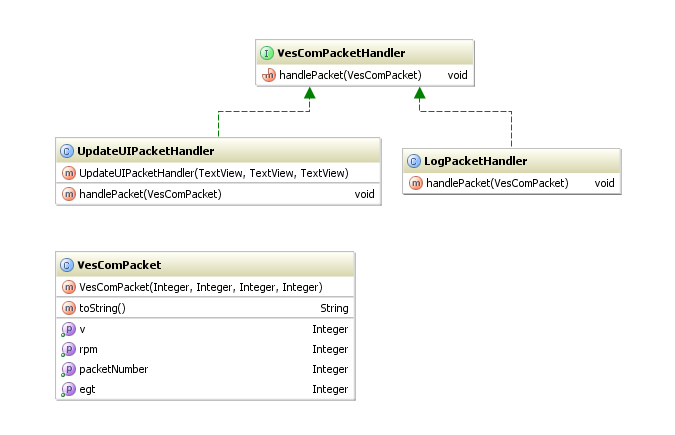 I VesComPacketHandler
m handlePacket(VesComPacket) void
C UpdateUIPacketHandler
m UpdateUIPacketHandler(TextView, TextView, TextView)
m handlePacket(VesComPacket) void
C LogPacketHandler
m handlePacket(VesComPacket) void
C VesComPacket
m VesComPacket(Integer, Integer, Integer, Integer)
m toString() String
p v Integer
p rpm Integer
p packetNumber Integer
p egt Integer